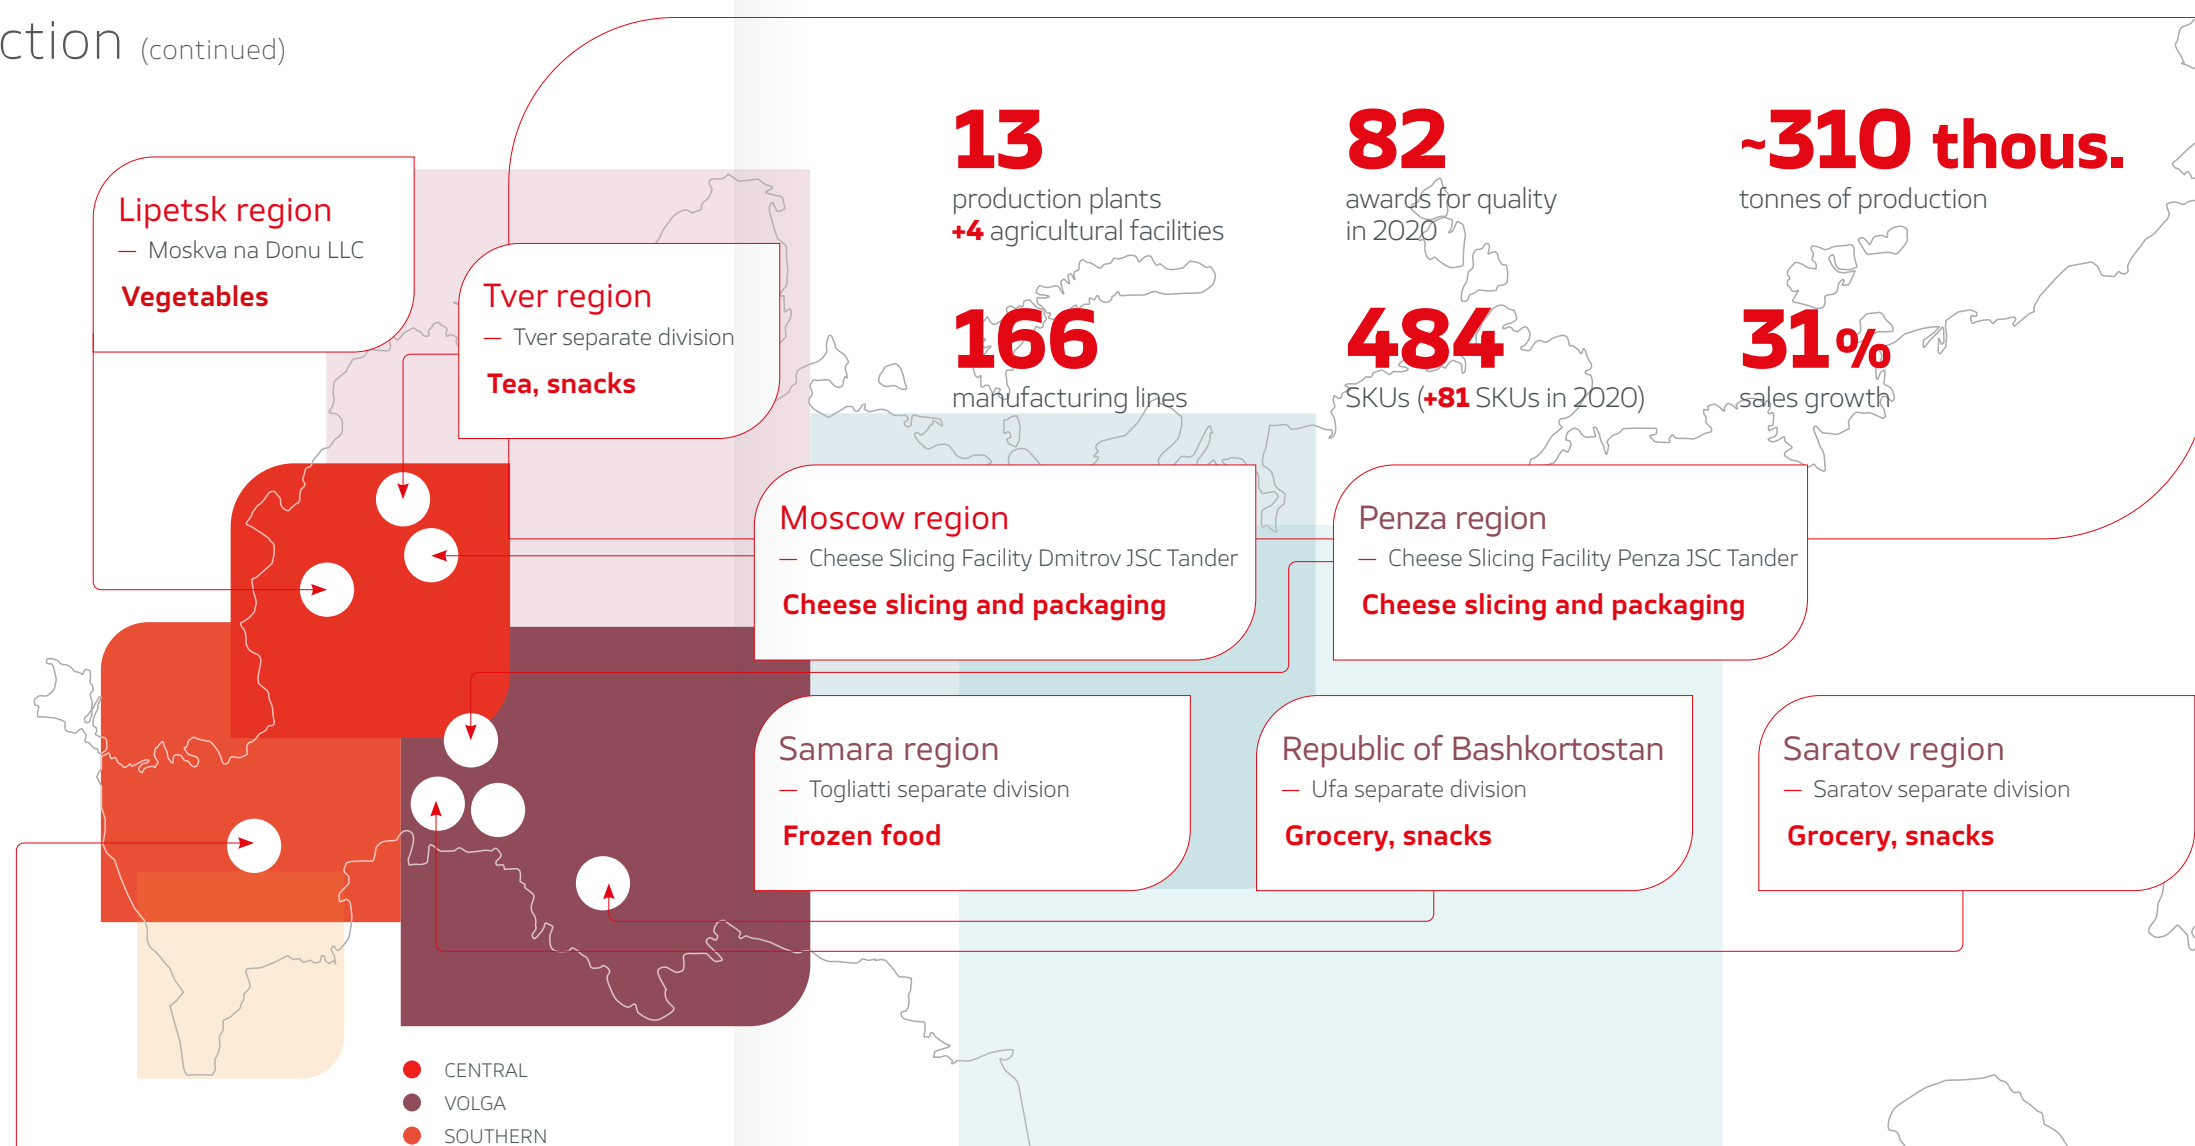 ction (continued)
13
production plants
+4 agricultural facilities
82
awards for quality
in 2020
~310 thous.
tonnes of production
166
manufacturing lines
484
SKUs (+81 SKUs in 2020)
31%
sales growth
Lipetsk region
— Moskva na Donu LLC
Vegetables
Tver region
— Tver separate division
Tea, snacks
Moscow region
— Cheese Slicing Facility Dmitrov JSC Tander
Cheese slicing and packaging
Penza region
— Cheese Slicing Facility Penza JSC Tander
Cheese slicing and packaging
Samara region
— Togliatti separate division
Frozen food
Republic of Bashkortostan
— Ufa separate division
Grocery, snacks
Saratov region
— Saratov separate division
Grocery, snacks
CENTRAL
VOLGA
SOUTHERN